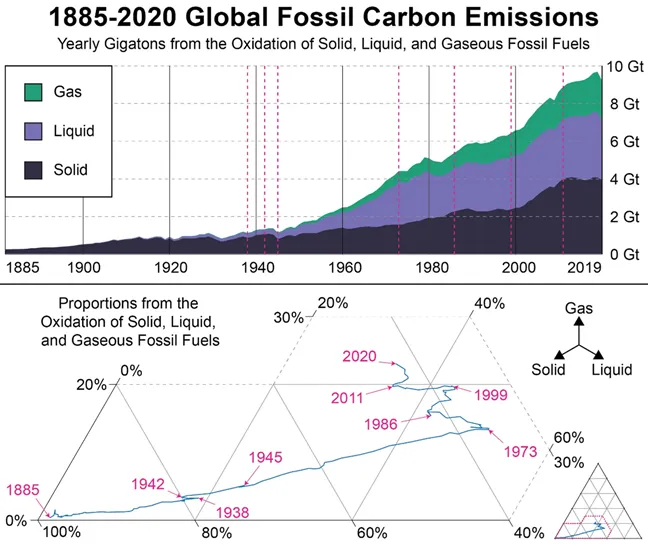 1885-2020 Global Fossil Carbon Emissions
Yearly Gigatons from the Oxidation of Solid, Liquid, and Gaseous Fossil Fuels
Gas
Liquid
Solid
10 Gt
8 Gt
6 Gt
4 Gt
2 Gt
0 Gt
1885 1900 1920 1940 1960 1980 2000 2019
Proportions from the
Oxidation of Solid, Liquid,
and Gaseous Fossil Fuels
20% 40%
30%
Gas
Solid Liquid
2020
0%
20%
2011 1999
1986
1973
60%
30%
1945
1942
1938
1885
0%
100% 80% 60% 40%